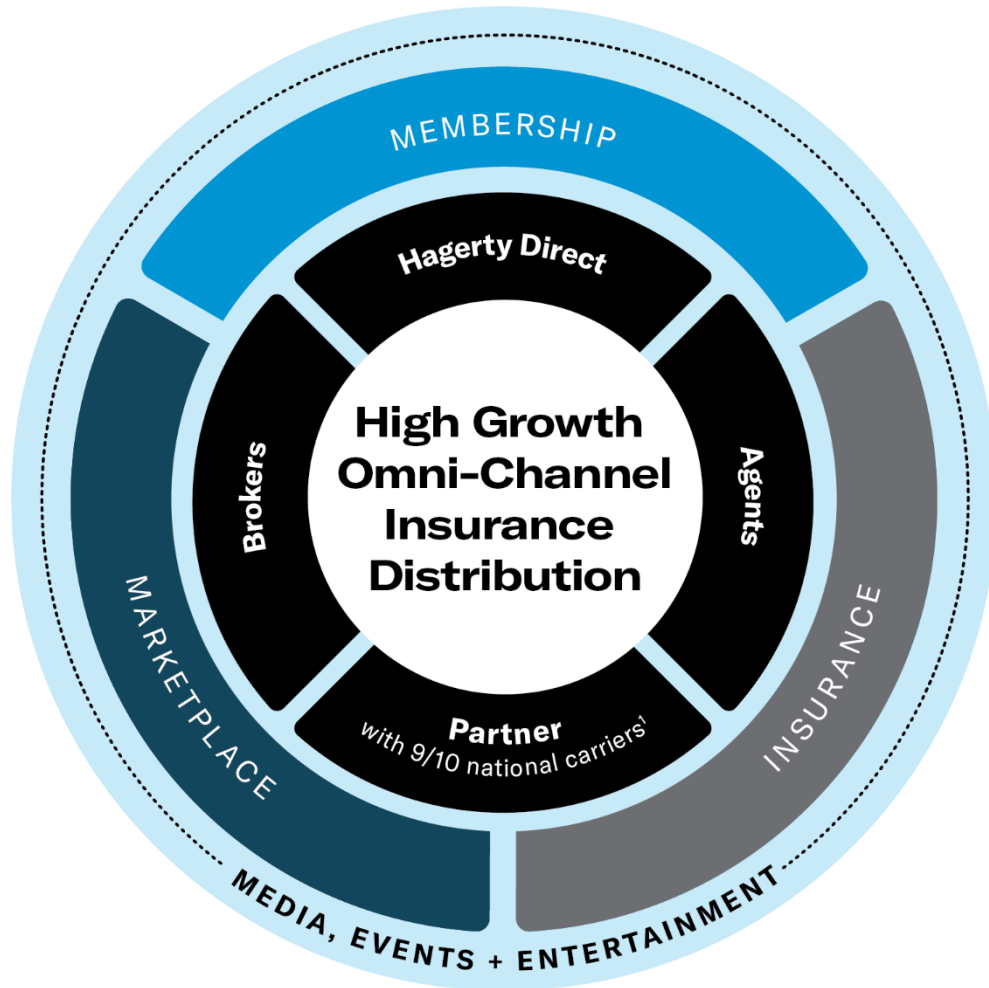 MEMBERSHIP
Hagerty Direct
Brokers
High Growth
Omni-Channel
Insurance
Distribution
Agents
Partner
with 9/10 national carriers¹
MARKETPLACE
INSURANCE
MEDIA, EVENTS + ENTERTAINMENT